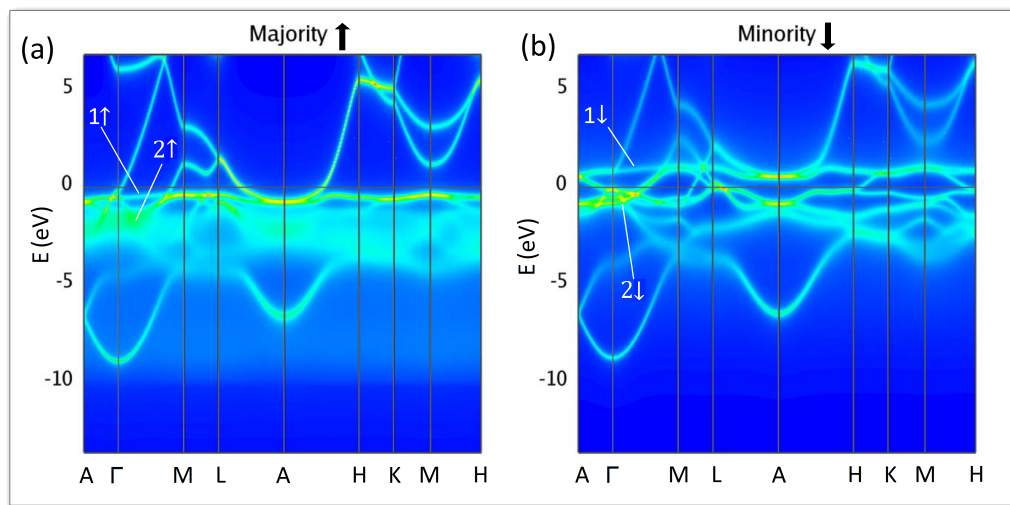 (a)
Majority ↑
5
0
-5
-10
E (eV)
1↑
2↑
A Γ M L A H K M H
(b)
Minority ↓
5
0
-5
-10
E (eV)
1↓
2↓
A Γ M L A H K M H